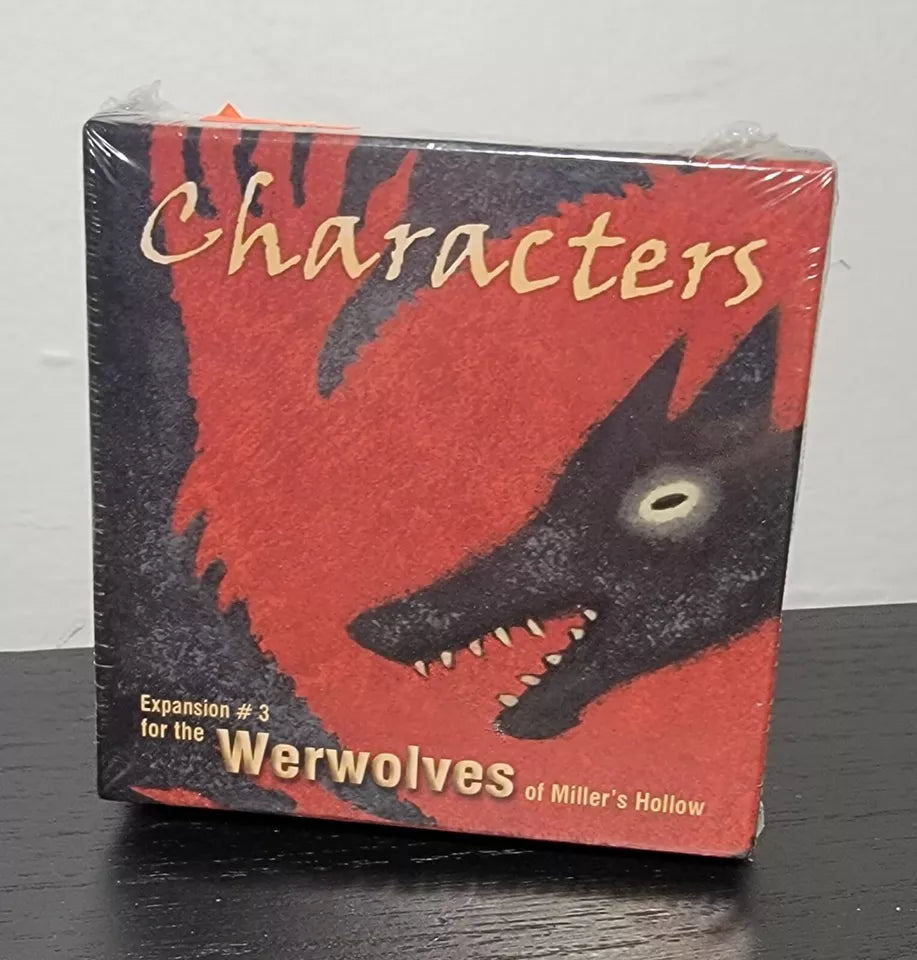 Characters
Expansion # 3
for the
Werwolves of Miller's Hollow